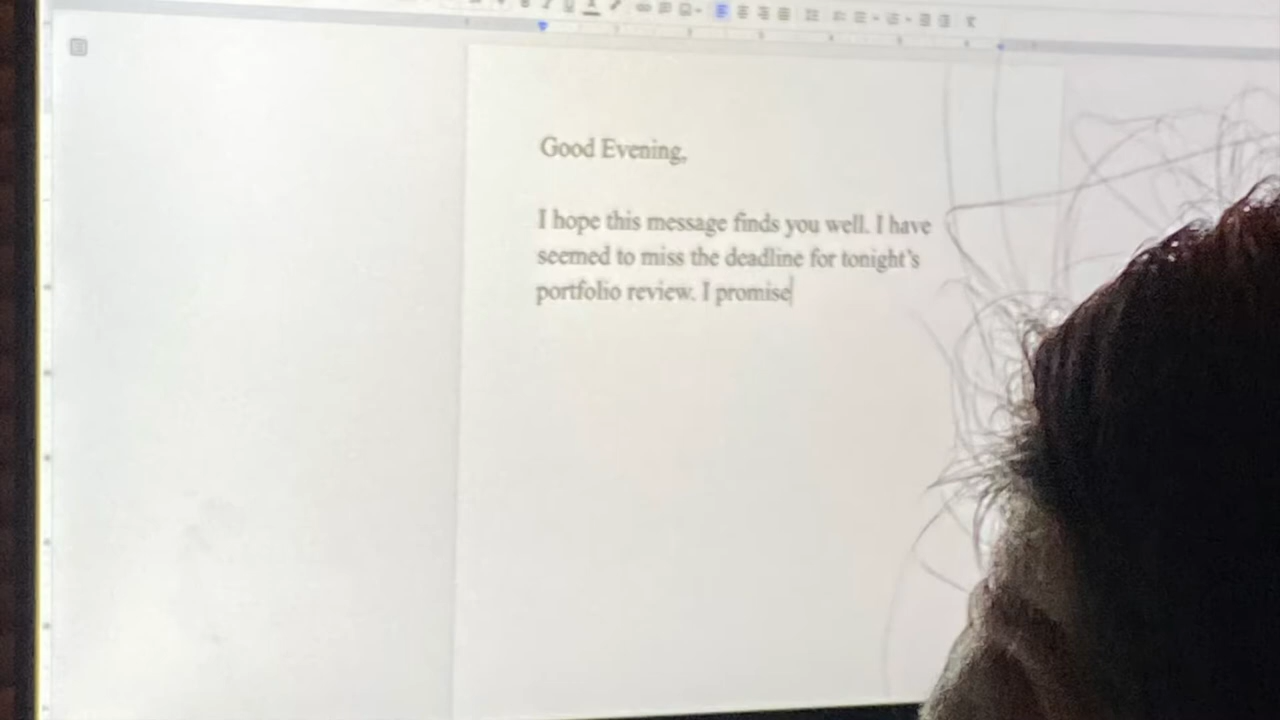 Good Evening,
I hope this message finds you well. I have
seemed to miss the deadline for tonight's
portfolio review. I promise